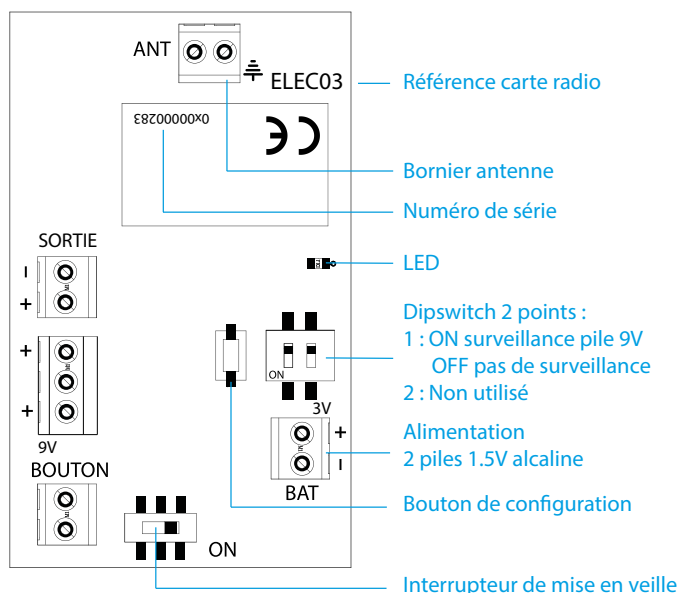 ANT
ELEC03
Référence carte radio
0x00000283
CE
Bornier antenne
Numéro de série
SORTIE
−
+
LED
Dipswitch 2 points :
1 : ON surveillance pile 9V
OFF pas de surveillance
2 : Non utilisé
ON
+
+
9V
3V
+
−
BAT
Alimentation
2 piles 1.5V alcaline
BOUTON
Bouton de configuration
ON
Interrupteur de mise en veille